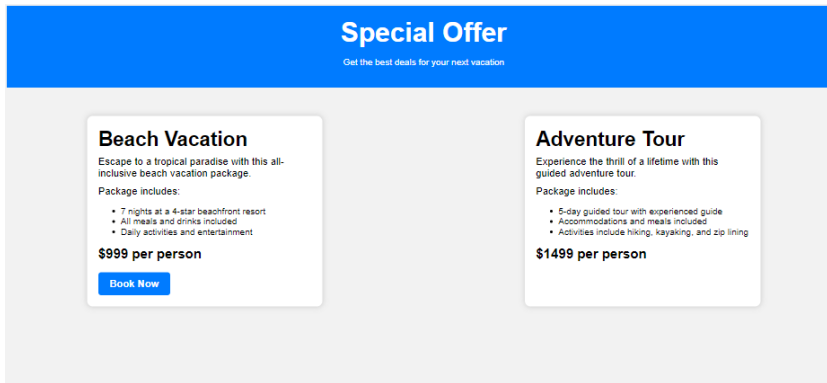 Special Offer
Get the best deals for your next vacation
Beach Vacation
Escape to a tropical paradise with this all-
inclusive beach vacation package.
Package includes:
• 7 nights at a 4-star beachfront resort
• All meals and drinks included
• Daily activities and entertainment
$999 per person
Book Now
Adventure Tour
Experience the thrill of a lifetime with this
guided adventure tour.
Package includes:
• 5-day guided tour with experienced guide
• Accommodations and meals included
• Activities include hiking, kayaking, and zip lining
$1499 per person